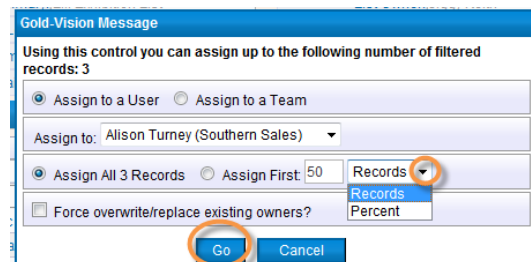 Gold-Vision Message
Using this control you can assign up to the following number of filtered
records: 3
Assign to a User Assign to a Team
Assign to: Alison Turney (Southern Sales)
Assign All 3 Records Assign First: 50 Records
Records
Percent
Force overwrite/replace existing owners?
Go Cancel